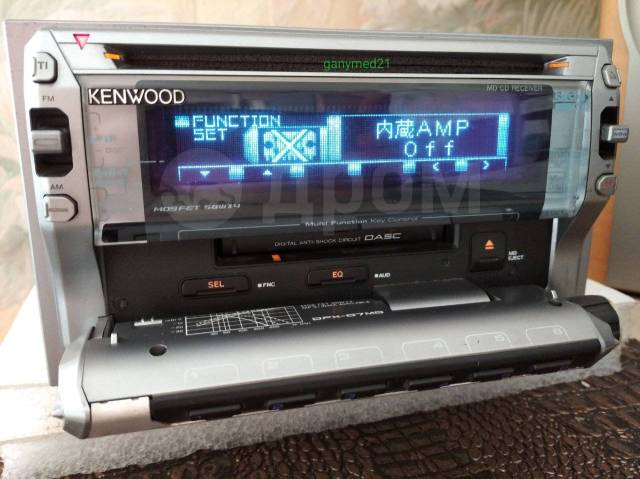 ganymed21
TI
KENWOOD
MD CD RECEIVER
FM
FUNCTION
SET
内蔵AMP
Off
AM
MOSFET 50W×4
дром
Multi Function Key Control
DIGITAL ANTI-SHOCK CIRCUIT DASC
SEL ■FNC
EQ ■AUD
MD EJECT
DPX-07MD